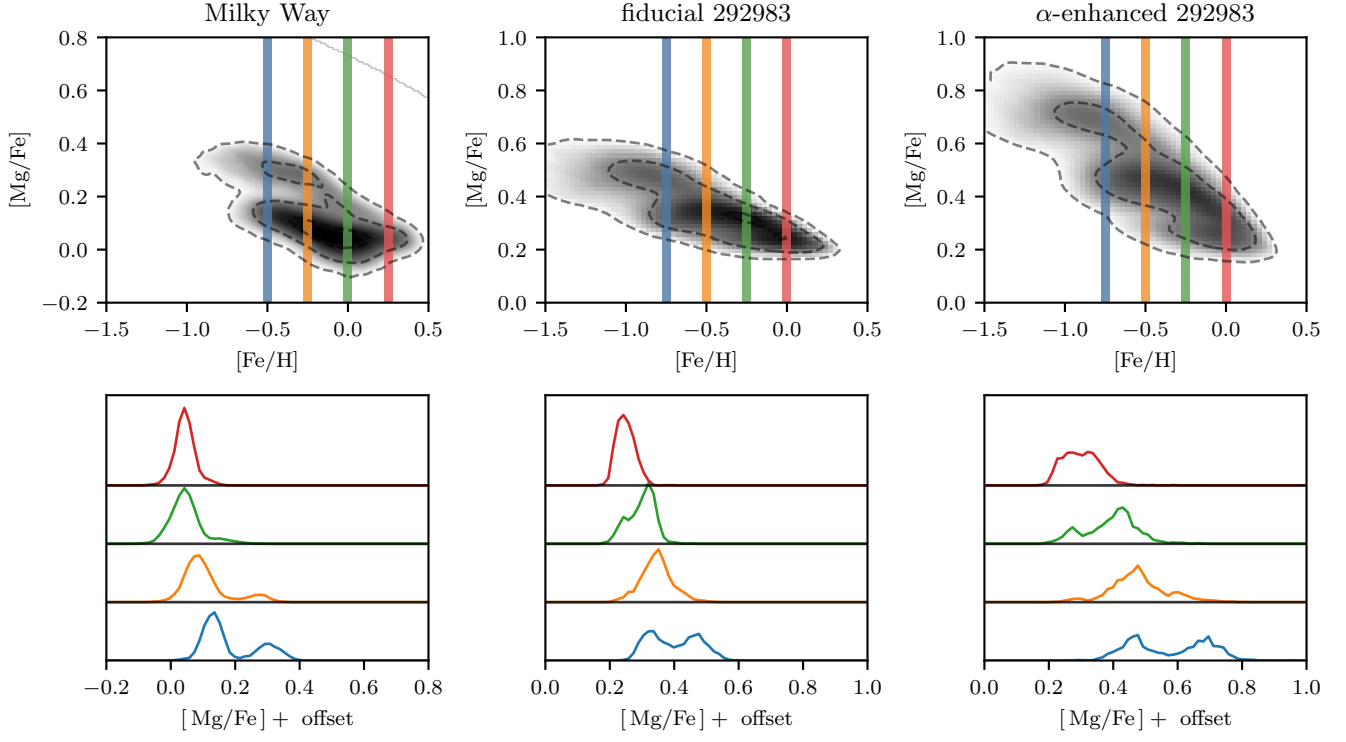 Milky Way
fiducial 292983
α-enhanced 292983
[Mg/Fe]
0.8
0.6
0.4
0.2
0.0
−0.2
−1.5 −1.0 −0.5 0.0 0.5
[Fe/H]
[Mg/Fe]
1.0
0.8
0.6
0.4
0.2
0.0
−1.5 −1.0 −0.5 0.0 0.5
[Fe/H]
[Mg/Fe]
1.0
0.8
0.6
0.4
0.2
0.0
−1.5 −1.0 −0.5 0.0 0.5
[Fe/H]
−0.2 0.0 0.2 0.4 0.6 0.8
[Mg/Fe] + offset
0.0 0.2 0.4 0.6 0.8 1.0
[Mg/Fe] + offset
0.0 0.2 0.4 0.6 0.8 1.0
[Mg/Fe] + offset